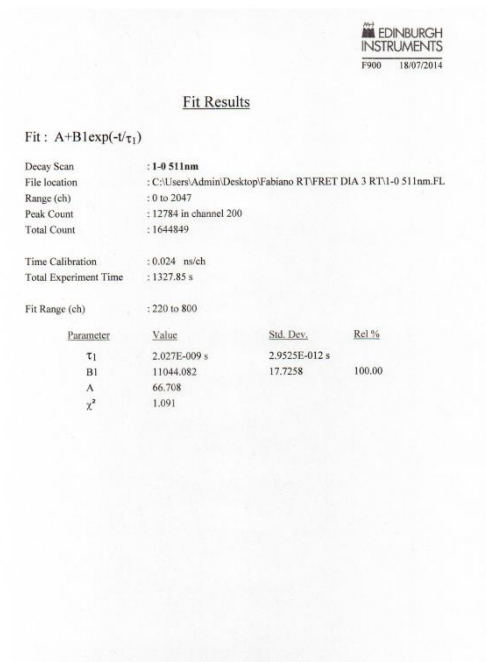 EDINBURGH
INSTRUMENTS
F900 18/07/2014
Fit Results
Fit : A+B1exp(-t/τ1)
Decay Scan : 1-0 511nm
File location : C:\Users\Admin\Desktop\Fabiano RT\FRET DIA 3 RT\1-0 511nm.FL
Range (ch) : 0 to 2047
Peak Count : 12784 in channel 200
Total Count : 1644849
Time Calibration : 0.024 ns/ch
Total Experiment Time : 1327.85 s
Fit Range (ch) : 220 to 800
Parameter Value Std. Dev. Rel %
τ1 2.027E-009 s 2.9525E-012 s
B1 11044.082 17.7258 100.00
A 66.708
χ² 1.091